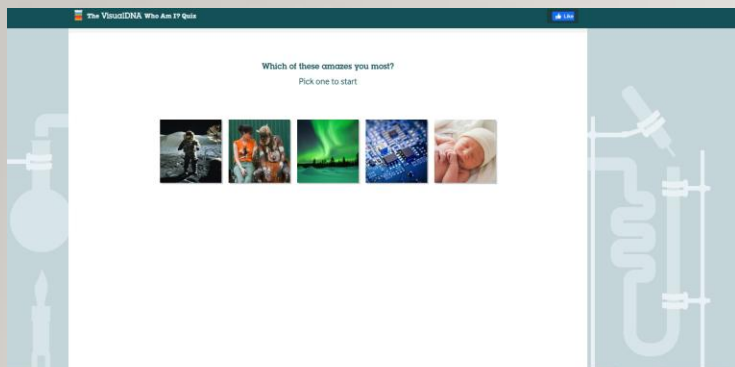 The VisualDNA Who Am I? Quiz
Like
Which of these amazes you most?
Pick one to start